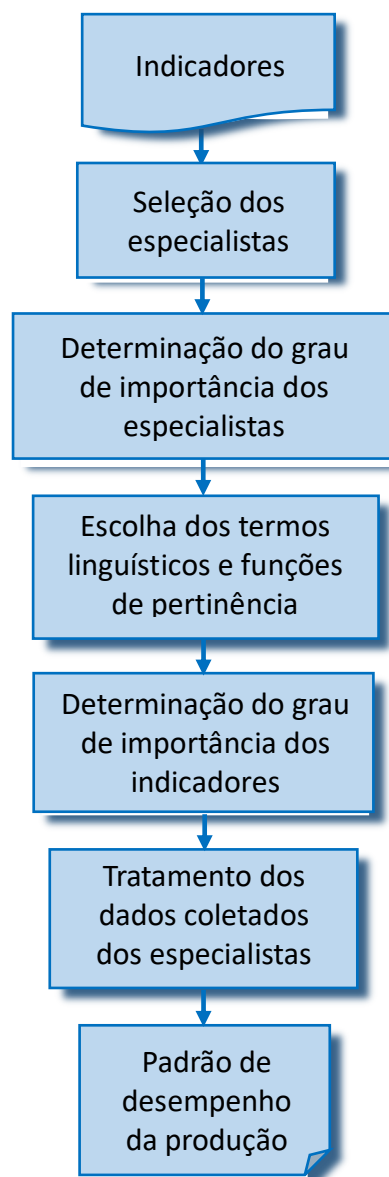 Indicadores
Seleção dos
especialistas
Determinação do grau
de importância dos
especialistas
Escolha dos termos
linguísticos e funções
de pertinência
Determinação do grau
de importância dos
indicadores
Tratamento dos
dados coletados
dos especialistas
Padrão de
desempenho
da produção